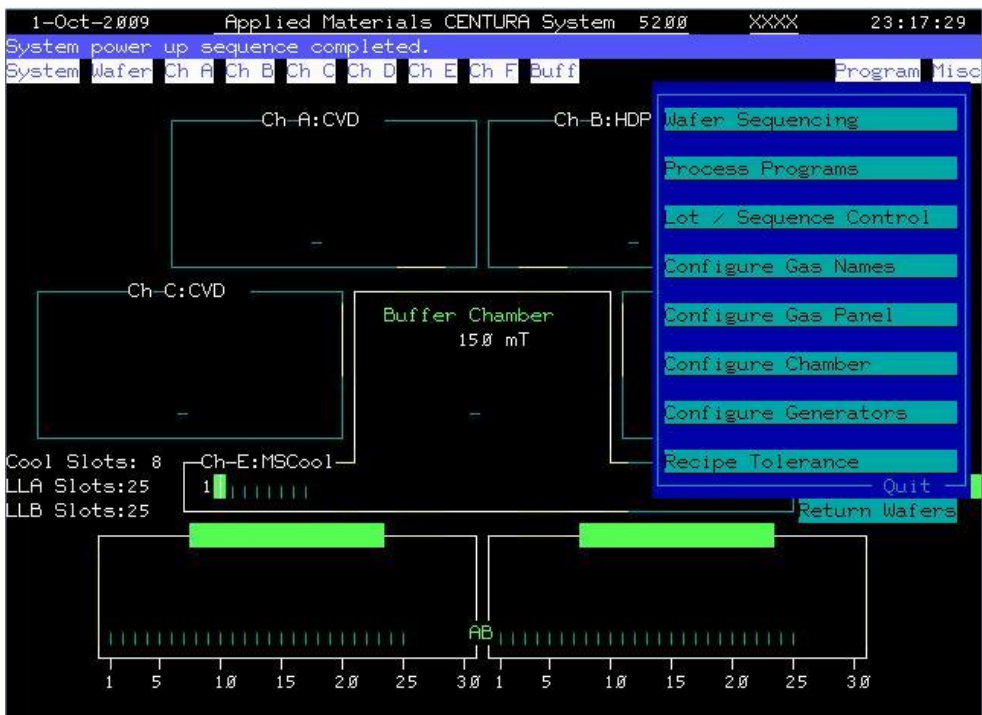 1-Oct-2009 Applied Materials CENTURA System 5200 XXXX 23:17:29
System power up sequence completed.
System Wafer Ch A Ch B Ch C Ch D Ch E Ch F Buff Program Misc
Ch-A:CVD Ch-B:HDP Wafer Sequencing
Process Programs
Lot / Sequence Control
Configure Gas Names
Ch-C:CVD
Buffer Chamber Configure Gas Panel
150 mT
Configure Chamber
Configure Generators
Cool Slots: 8 Ch-E:MSCool Recipe Tolerance
LLA Slots:25 1 Quit
LLB Slots:25 Return Wafers
AB
1 5 10 15 20 25 30 1 5 10 15 20 25 30